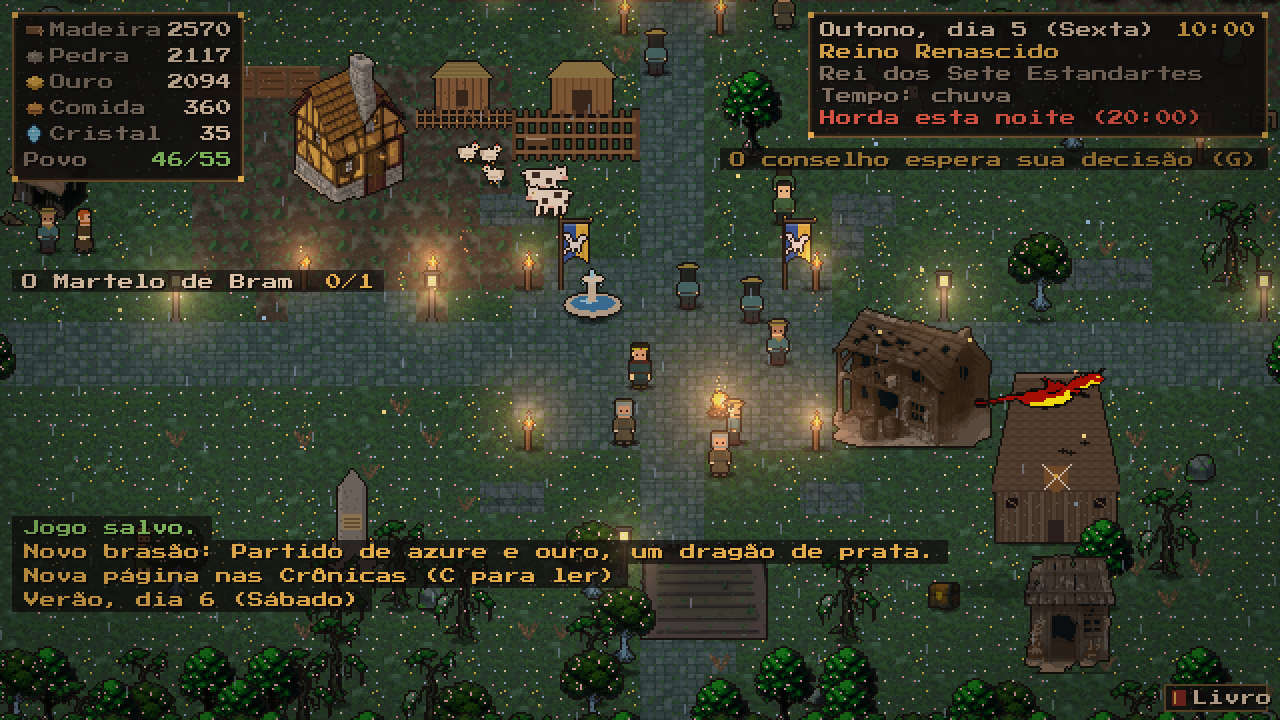 Madeira 2570
Pedra 2117
Ouro 2094
Comida 360
Cristal 35
Povo 46/55
Outono, dia 5 (Sexta) 10:00
Reino Renascido
Rei dos Sete Estandartes
Tempo: chuva
Horda esta noite (20:00)
O conselho espera sua decisão (G)
O Martelo de Bram 0/1
Jogo salvo.
Novo brasão: Partido de azure e ouro, um dragão de prata.
Nova página nas Crônicas (C para ler)
Verão, dia 6 (Sábado)
Livro